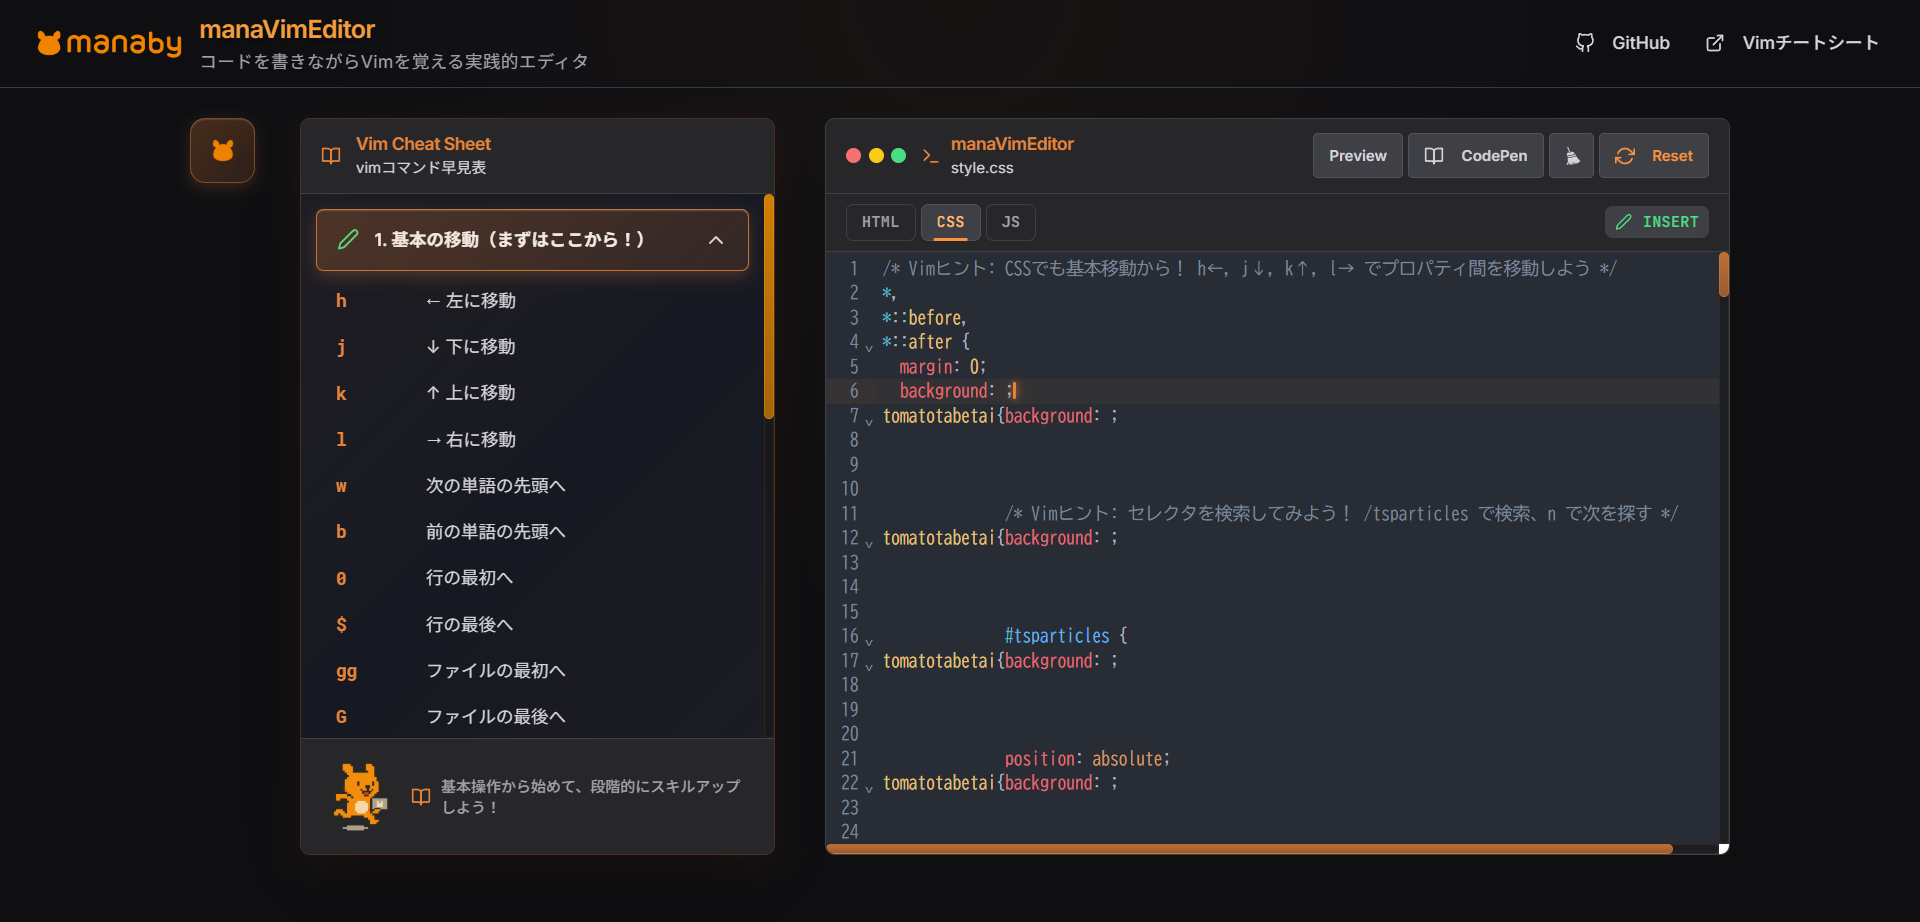 manaby
manaVimEditor
コードを書きながらVimを覚える実践的エディタ
GitHub
Vimチートシート
Vim Cheat Sheet
vimコマンド早見表
1. 基本の移動（まずはここから！）
h ← 左に移動
j ↓ 下に移動
k ↑ 上に移動
l → 右に移動
w 次の単語の先頭へ
b 前の単語の先頭へ
0 行の最初へ
$ 行の最後へ
gg ファイルの最初へ
G ファイルの最後へ
基本操作から始めて、段階的にスキルアップ
しよう！
manaVimEditor
style.css
Preview
CodePen
Reset
HTML
CSS
JS
INSERT
1 /* Vimヒント: CSSでも基本移動から！ h←, j↓, k↑, l→ でプロパティ間を移動しよう */
2 *,
3 *::before,
4 *::after {
5 margin: 0;
6 background: ;
7 tomatotabetai{background: ;
8
9
10
11 /* Vimヒント: セレクタを検索してみよう！ /tsparticles で検索、n で次を探す */
12 tomatotabetai{background: ;
13
14
15
16 #tsparticles {
17 tomatotabetai{background: ;
18
19
20
21 position: absolute;
22 tomatotabetai{background: ;
23
24